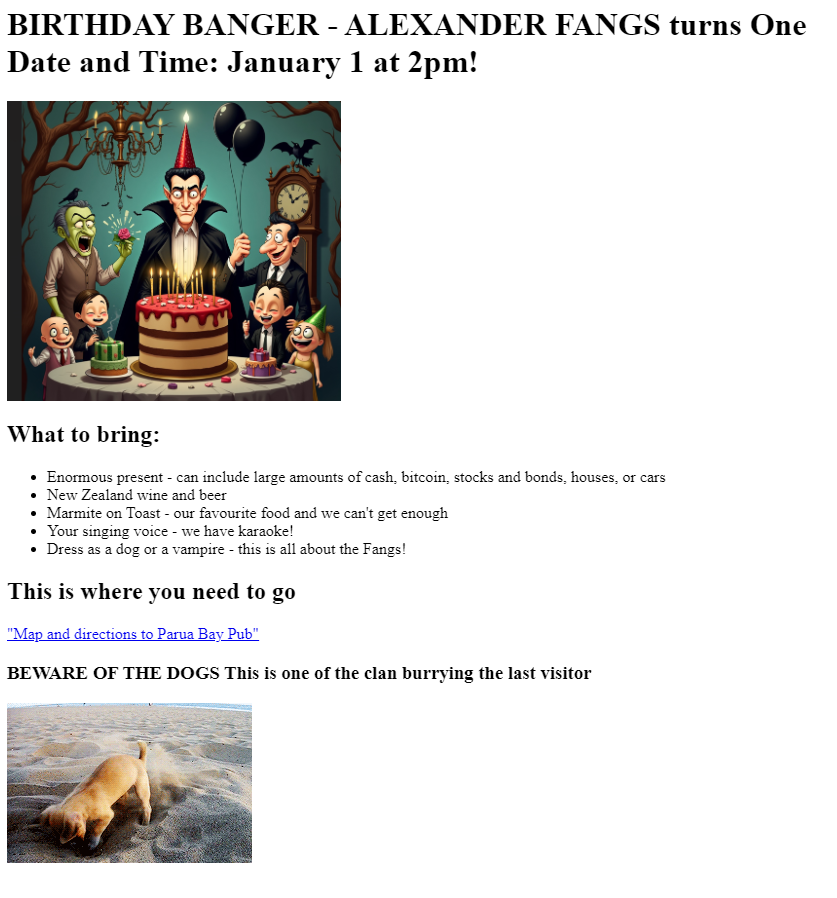 BIRTHDAY BANGER - ALEXANDER FANGS turns One
Date and Time: January 1 at 2pm!
What to bring:
Enormous present - can include large amounts of cash, bitcoin, stocks and bonds, houses, or cars
New Zealand wine and beer
Marmite on Toast - our favourite food and we can't get enough
Your singing voice - we have karaoke!
Dress as a dog or a vampire - this is all about the Fangs!
This is where you need to go
"Map and directions to Parua Bay Pub"
BEWARE OF THE DOGS This is one of the clan burrying the last visitor